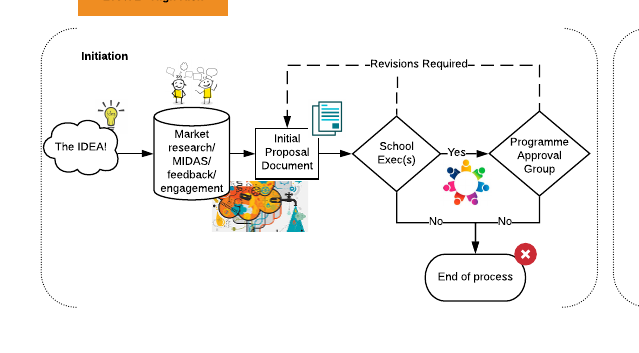 Initiation
Revisions Required
The IDEA!
Market
research/
MIDAS/
feedback/
engagement
Initial
Proposal
Document
School
Exec(s)
Yes
Programme
Approval
Group
No
No
End of process